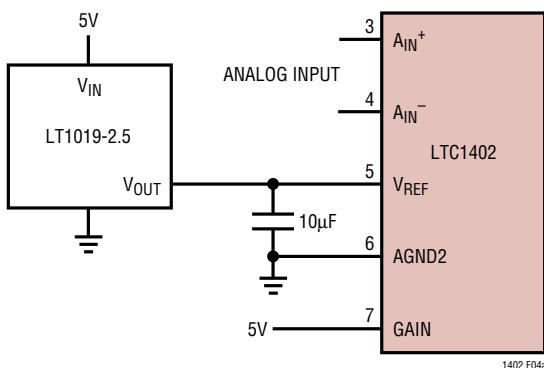 5V
V_IN
LT1019-2.5
V_OUT
ANALOG INPUT
3
A_IN^+
4
A_IN^–
LTC1402
5
V_REF
10µF
6
AGND2
7
5V
GAIN
1402 F04a